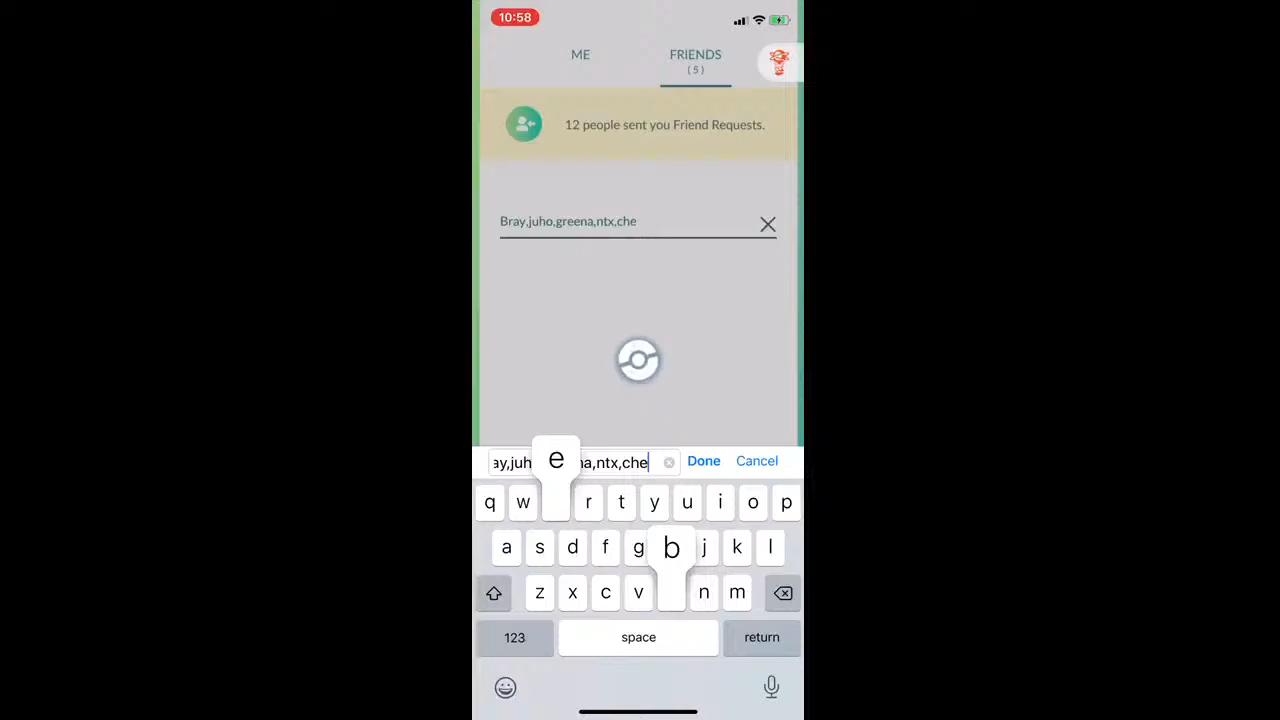 10:58
ME
FRIENDS
(5)
12 people sent you Friend Requests.
Bray,juho,greena,ntx,che
ay,juh
na,ntx,che
Done
Cancel
e
q w r t y u i o p
b
a s d f g j k l
z x c v n m
123
space
return